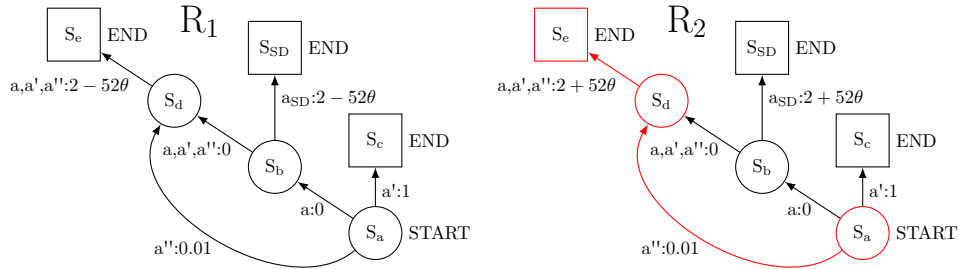 R1
Se
END
SSD
END
a,a',a'':2 − 52θ
Sd
aSD:2 − 52θ
Sc
END
a,a',a'':0
Sb
a':1
a:0
Sa
START
a'':0.01
R2
Se
END
SSD
END
a,a',a'':2 + 52θ
Sd
aSD:2 + 52θ
Sc
END
a,a',a'':0
Sb
a':1
a:0
Sa
START
a'':0.01